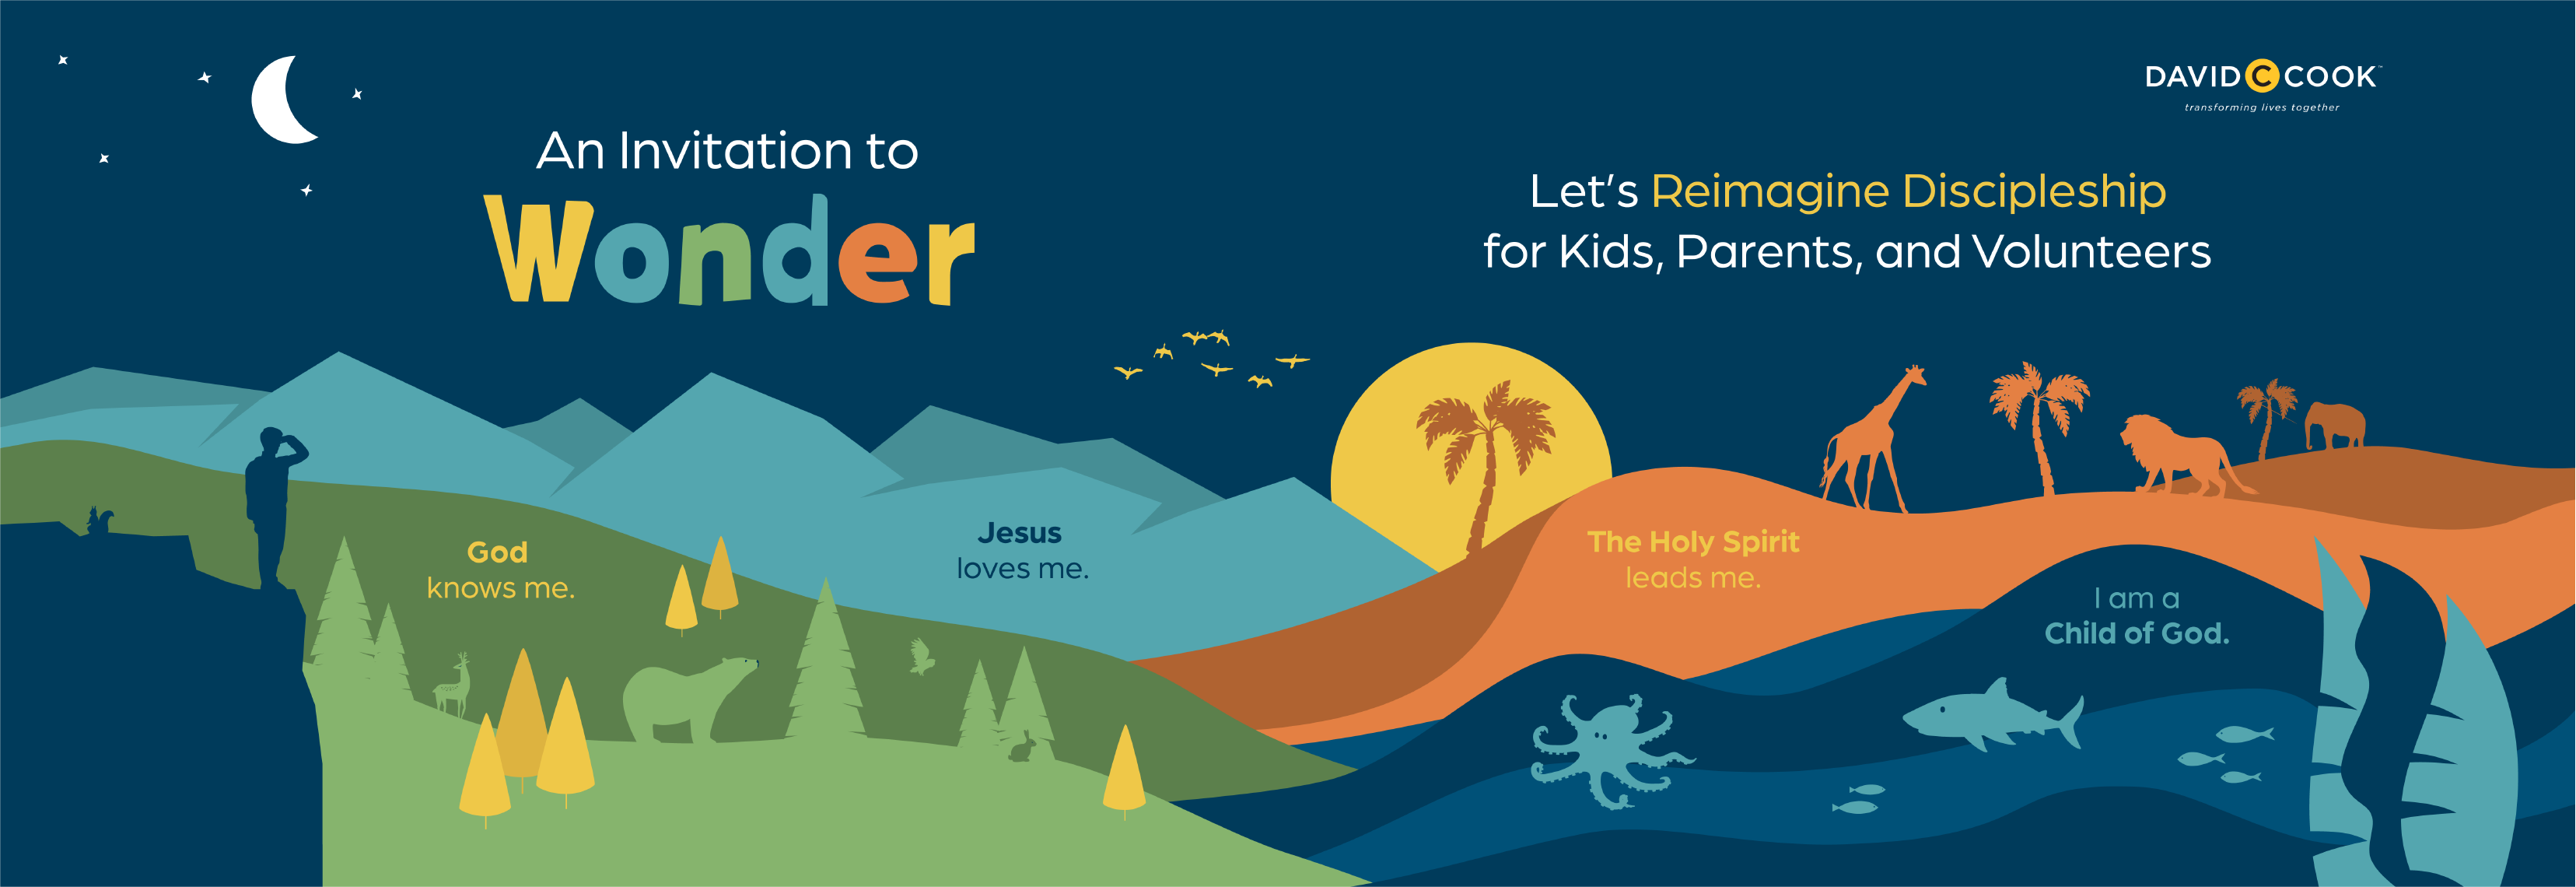 An Invitation to
Wonder
DAVID C COOK™
transforming lives together
Let's Reimagine Discipleship
for Kids, Parents, and Volunteers
God
knows me.
Jesus
loves me.
The Holy Spirit
leads me.
I am a
Child of God.